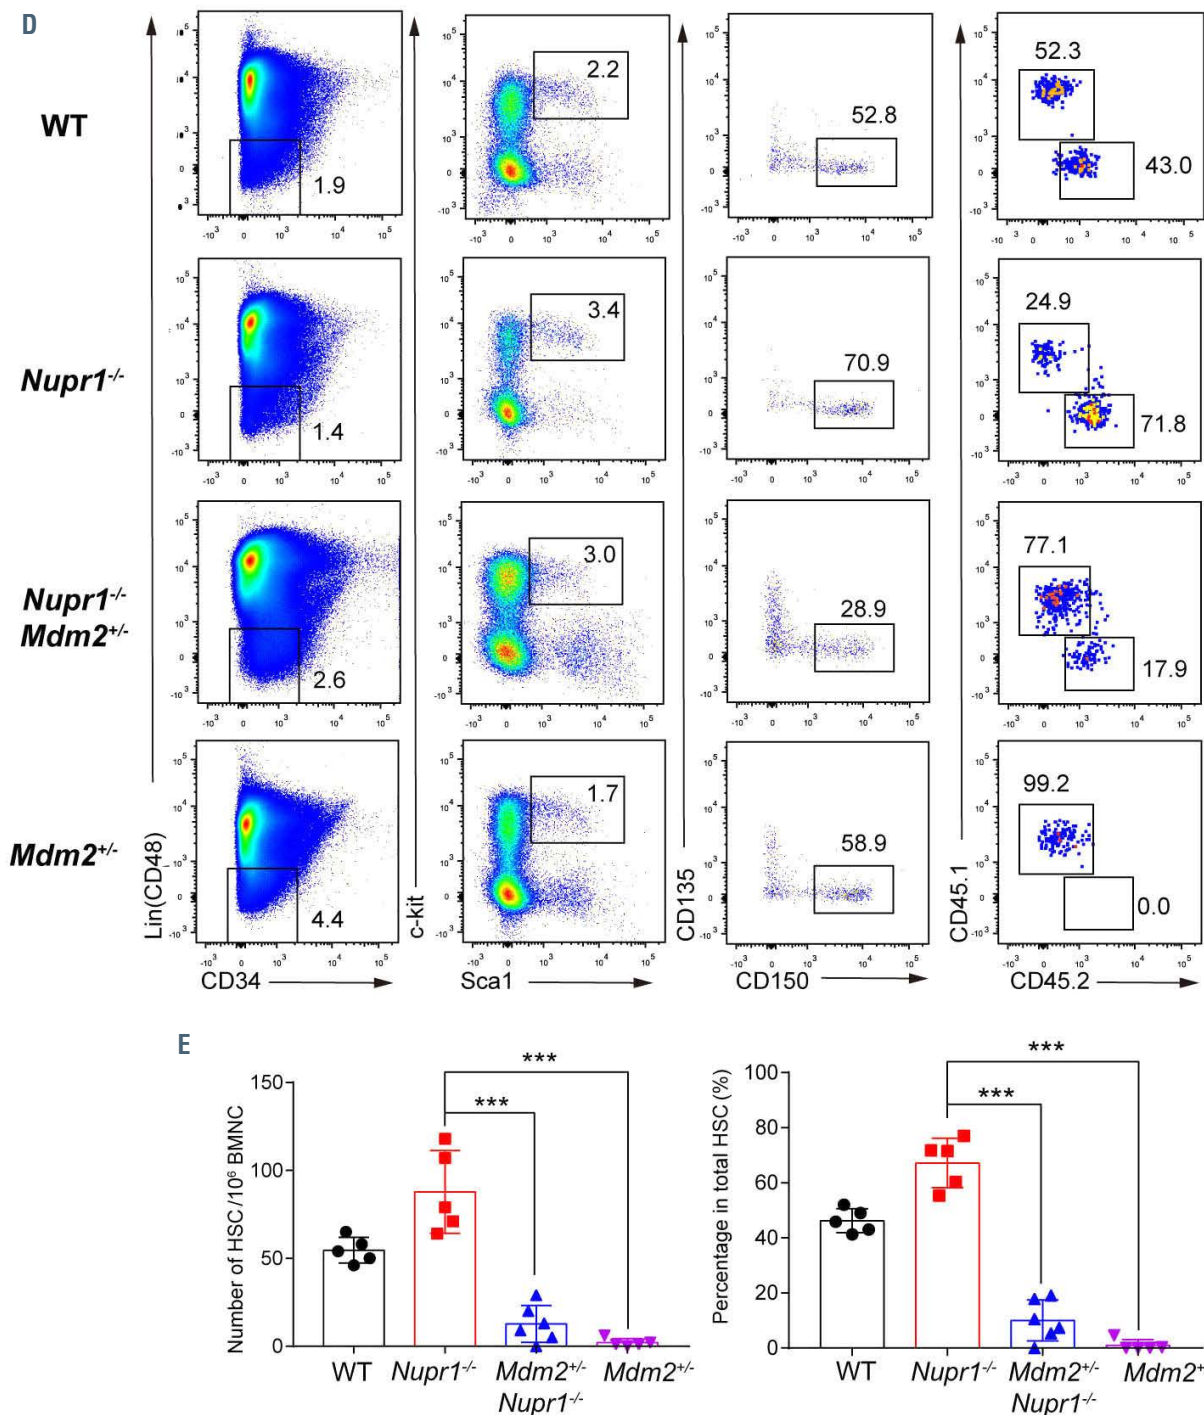 D
WT
1.9
2.2
52.8
52.3
43.0
Nupr1-/-
1.4
3.4
70.9
24.9
71.8
Nupr1-/-
Mdm2+/-
2.6
3.0
28.9
77.1
17.9
Mdm2+/-
4.4
1.7
58.9
99.2
0.0
Lin(CD48)
c-kit
CD135
CD45.1
CD34
Sca1
CD150
CD45.2
E
Number of HSC /10⁶ BMNC
150
100
50
0
***
***
WT
Nupr1-/-
Mdm2+/-
Nupr1-/-
Mdm2+/-
Percentage in total HSC (%)
100
80
60
40
20
0
***
***
WT
Nupr1-/-
Mdm2+/-
Nupr1-/-
Mdm2+